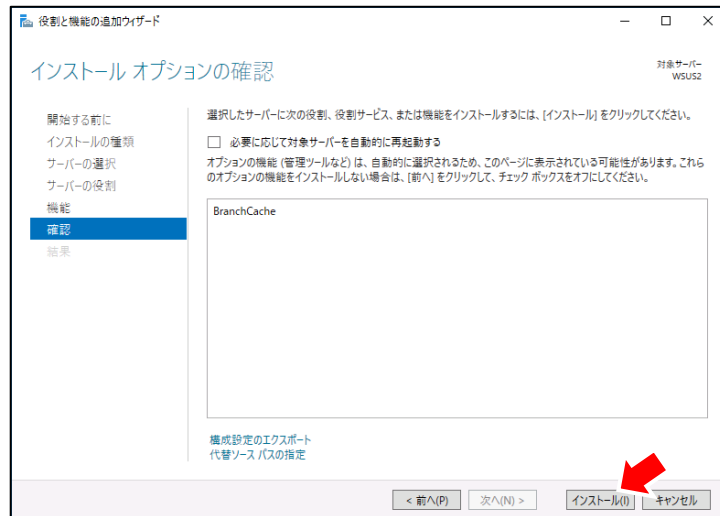 役割と機能の追加ウィザード
インストール オプションの確認
対象サーバー
WSUS2
開始する前に
インストールの種類
サーバーの選択
サーバーの役割
機能
確認
結果
選択したサーバーに次の役割、役割サービス、または機能をインストールするには、[インストール] をクリックしてください。
必要に応じて対象サーバーを自動的に再起動する
オプションの機能 (管理ツールなど) は、自動的に選択されるため、このページに表示されている可能性があります。これら
のオプションの機能をインストールしない場合は、[前へ] をクリックして、チェック ボックスをオフにしてください。
BranchCache
構成設定のエクスポート
代替ソース パスの指定
< 前へ(P)
次へ(N) >
インストール(I)
キャンセル